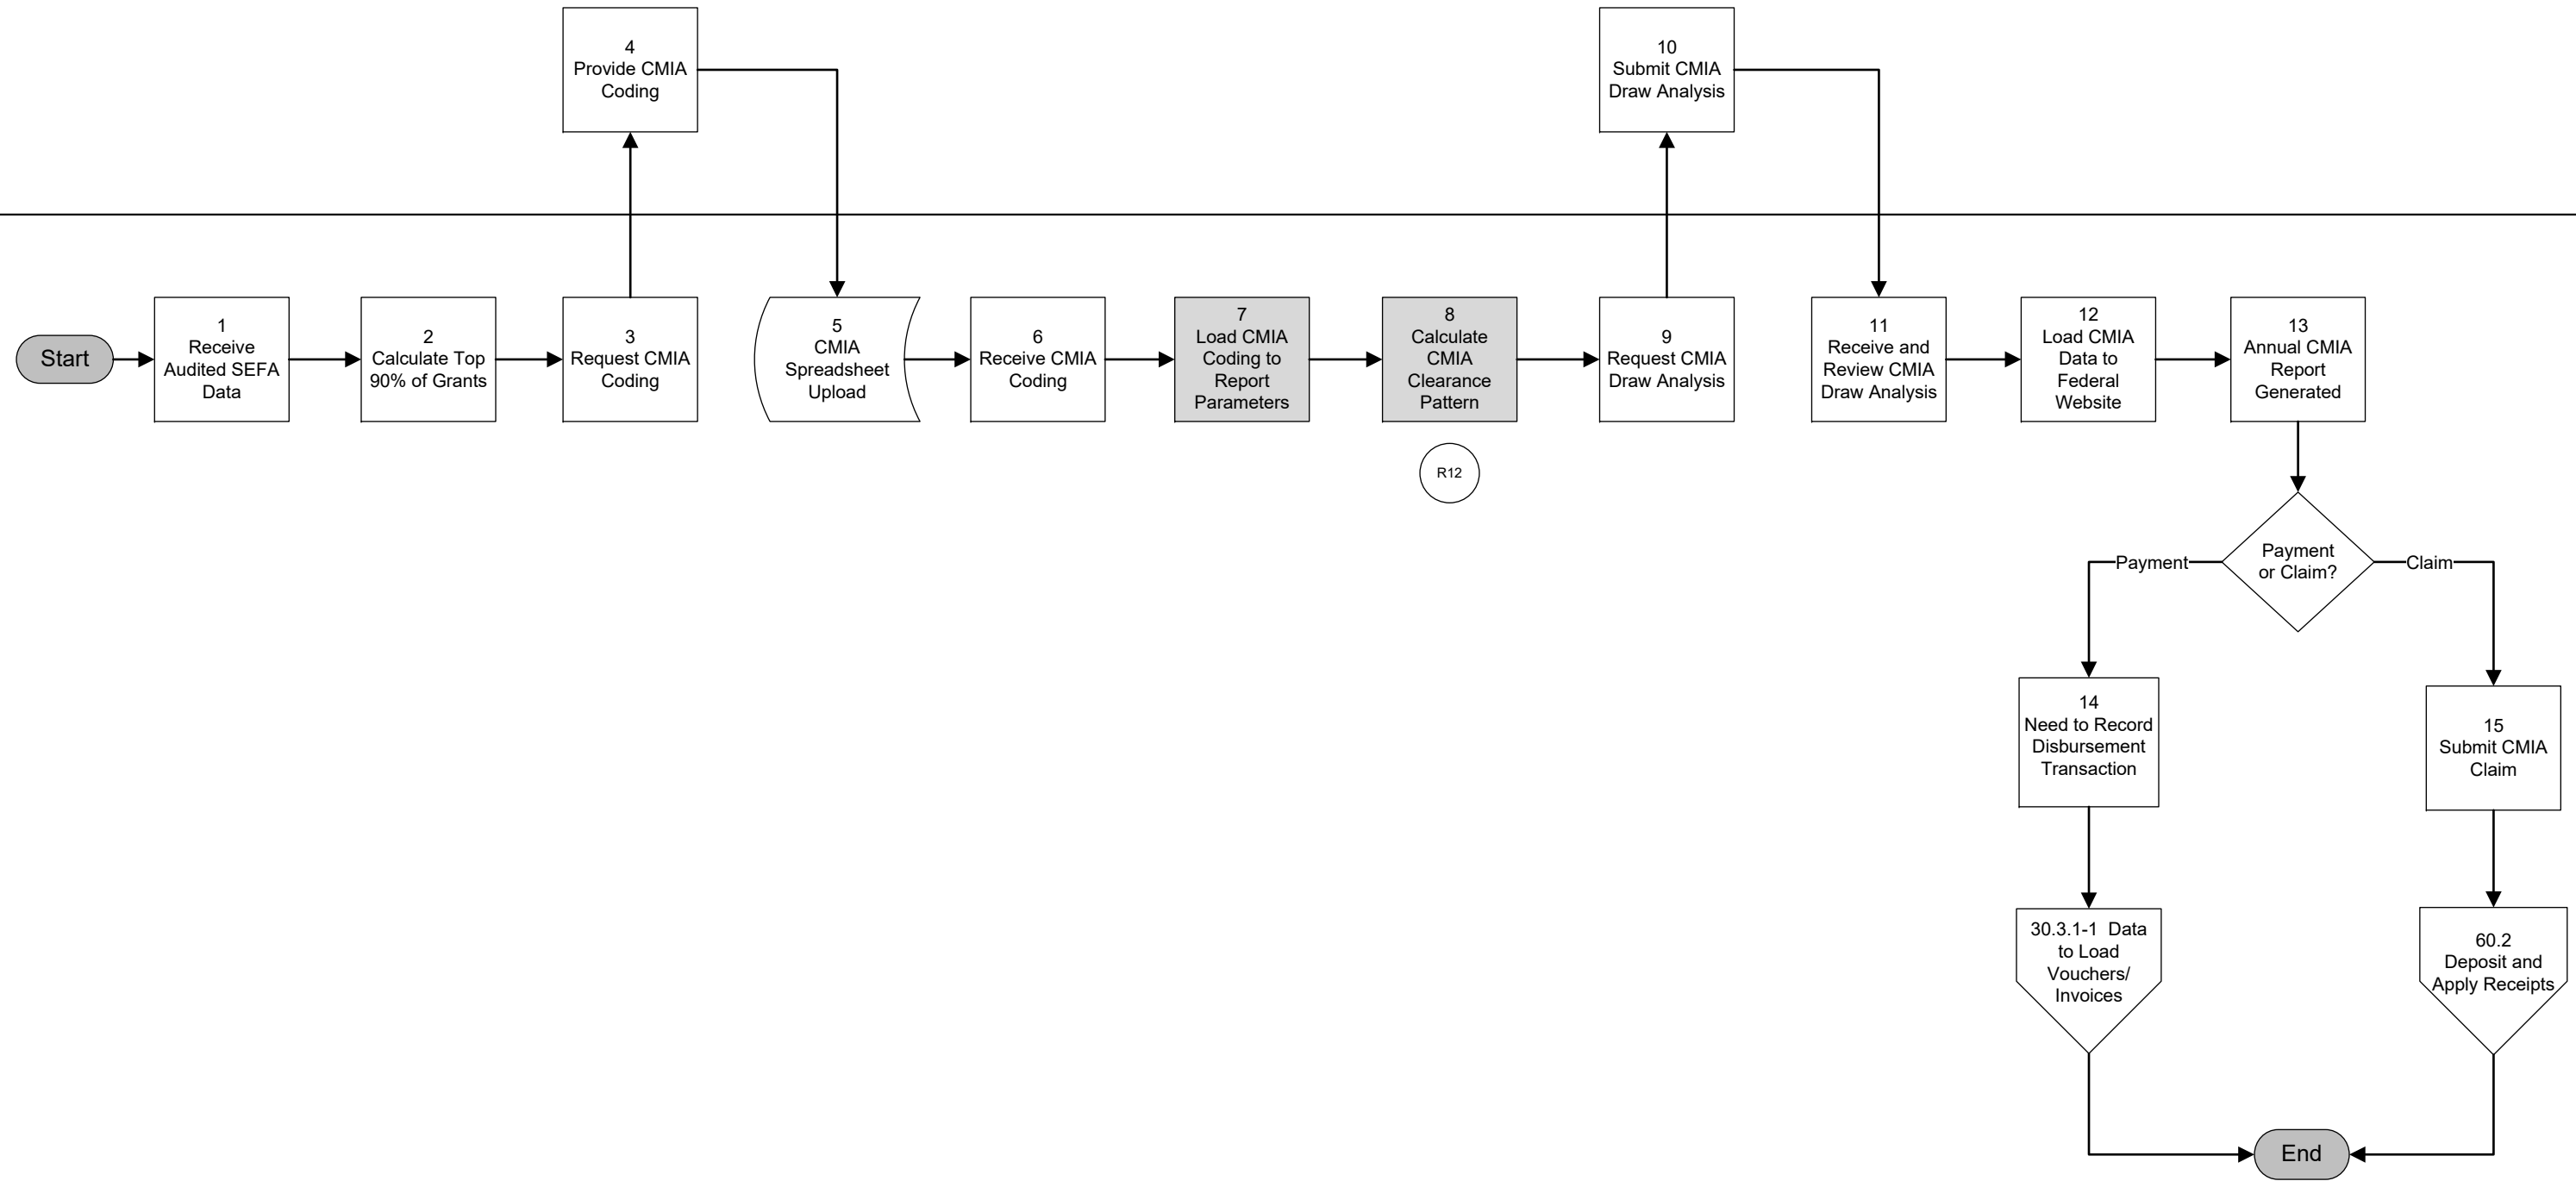 4
Provide CMIA
Coding
10
Submit CMIA
Draw Analysis
Start
1
Receive
Audited SEFA
Data
2
Calculate Top
90% of Grants
3
Request CMIA
Coding
5
CMIA
Spreadsheet
Upload
6
Receive CMIA
Coding
7
Load CMIA
Coding to
Report
Parameters
8
Calculate
CMIA
Clearance
Pattern
9
Request CMIA
Draw Analysis
11
Receive and
Review CMIA
Draw Analysis
12
Load CMIA
Data to
Federal
Website
13
Annual CMIA
Report
Generated
R12
Payment
Payment
or Claim?
Claim
14
Need to Record
Disbursement
Transaction
15
Submit CMIA
Claim
30.3.1-1 Data
to Load
Vouchers/
Invoices
60.2
Deposit and
Apply Receipts
End